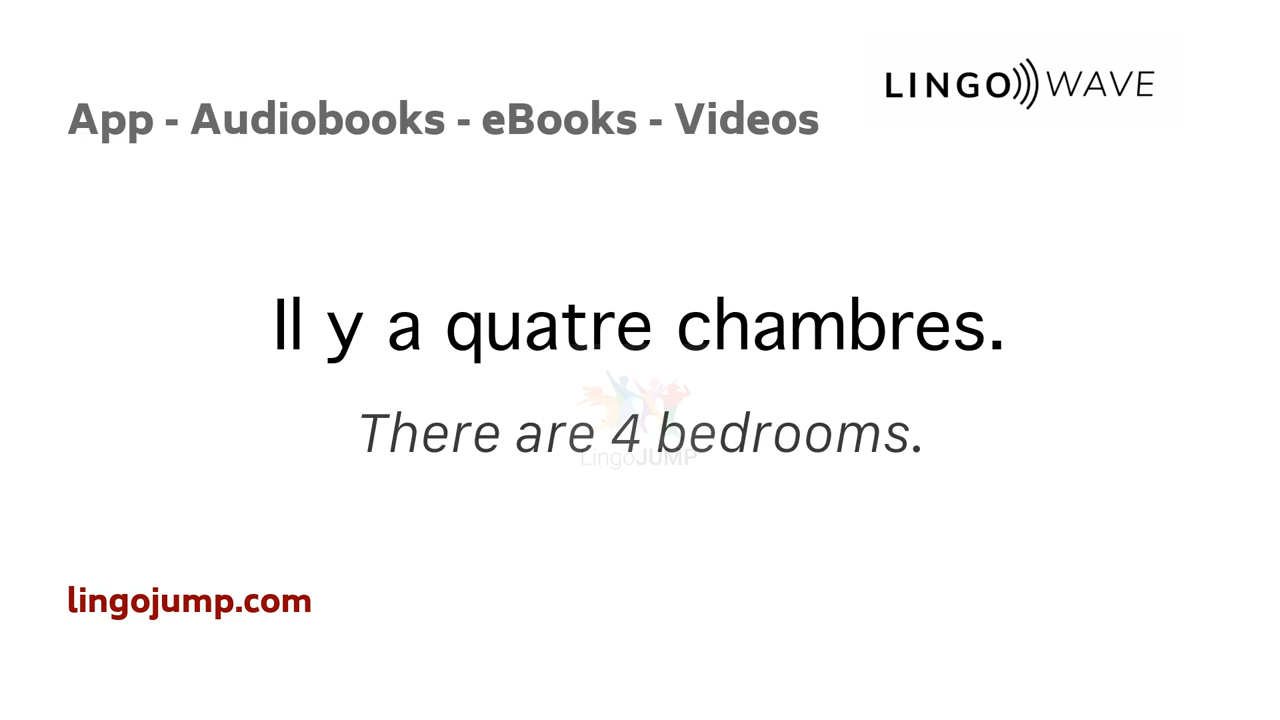 LINGO WAVE
App - Audiobooks - eBooks - Videos
Il y a quatre chambres.
There are 4 bedrooms.
LingoJUMP
lingojump.com